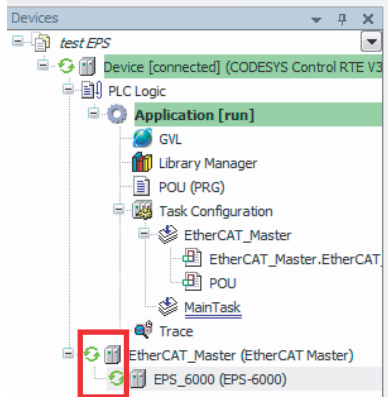 Devices
test EPS
Device [connected] (CODESYS Control RTE V3
PLC Logic
Application [run]
GVL
Library Manager
POU (PRG)
Task Configuration
EtherCAT_Master
EtherCAT_Master.EtherCAT_
POU
MainTask
Trace
EtherCAT_Master (EtherCAT Master)
EPS_6000 (EPS-6000)